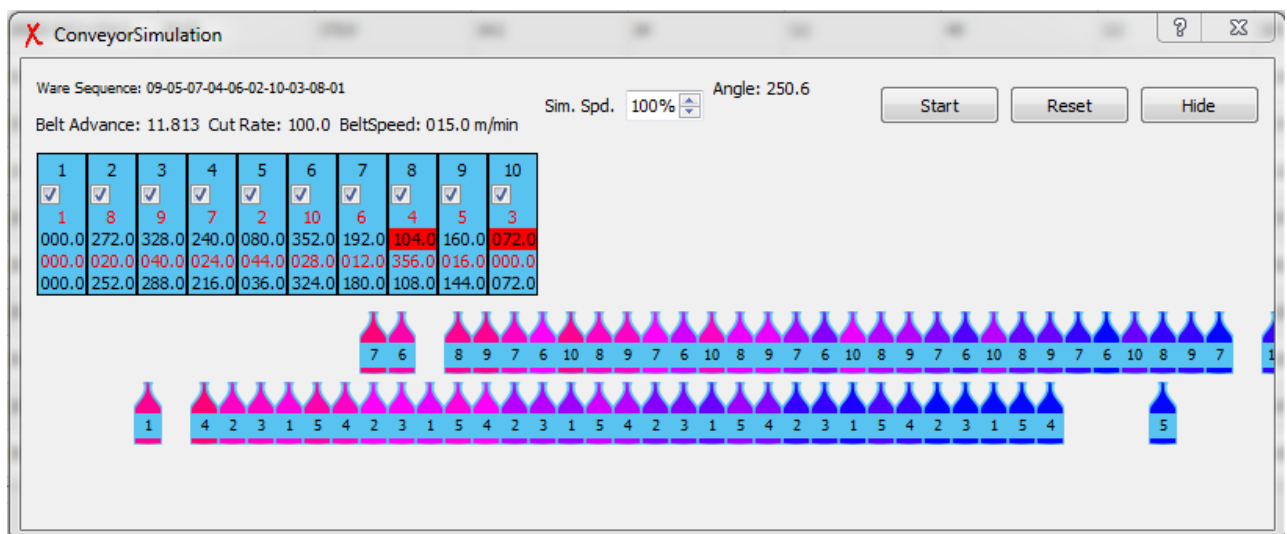 ConveyorSimulation
Ware Sequence: 09-05-07-04-06-02-10-03-08-01
Sim. Spd. 100% Angle: 250.6 Start Reset Hide
Belt Advance: 11.813 Cut Rate: 100.0 BeltSpeed: 015.0 m/min
1 2 3 4 5 6 7 8 9 10
1 8 9 7 2 10 6 4 5 3
000.0 272.0 328.0 240.0 080.0 352.0 192.0 104.0 160.0 072.0
000.0 020.0 040.0 024.0 044.0 028.0 012.0 356.0 016.0 000.0
000.0 252.0 288.0 216.0 036.0 324.0 180.0 108.0 144.0 072.0
7 6 8 9 7 6 10 8 9 7 6 10 8 9 7 6 10 8 9 7 6 10 8 9 7 6 10 8 9 7
1 4 2 3 1 5 4 2 3 1 5 4 2 3 1 5 4 2 3 1 5 4 2 3 1 5 4 2 3 1 5 4 5